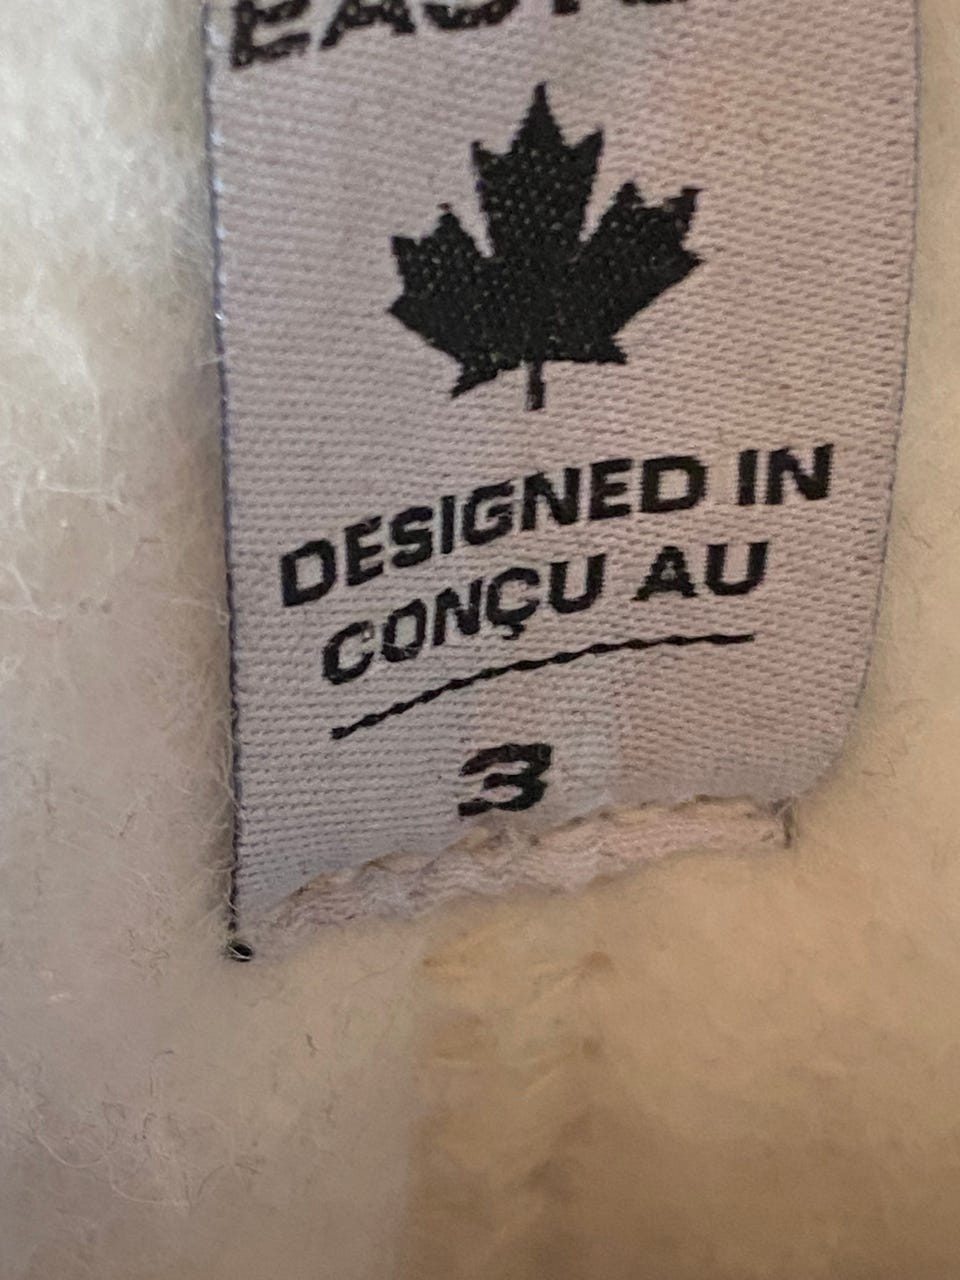 DESIGNED IN
CONÇU AU
3